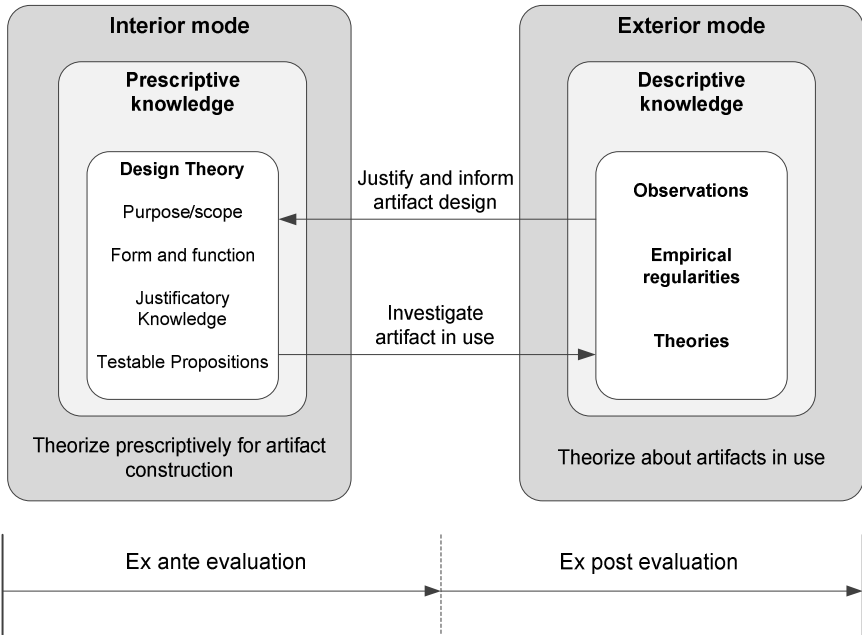 Interior mode
Prescriptive
knowledge
Design Theory
Purpose/scope
Form and function
Justificatory
Knowledge
Testable Propositions
Theorize prescriptively for artifact
construction
Justify and inform
artifact design
Investigate
artifact in use
Exterior mode
Descriptive
knowledge
Observations
Empirical
regularities
Theories
Theorize about artifacts in use
Ex ante evaluation
Ex post evaluation